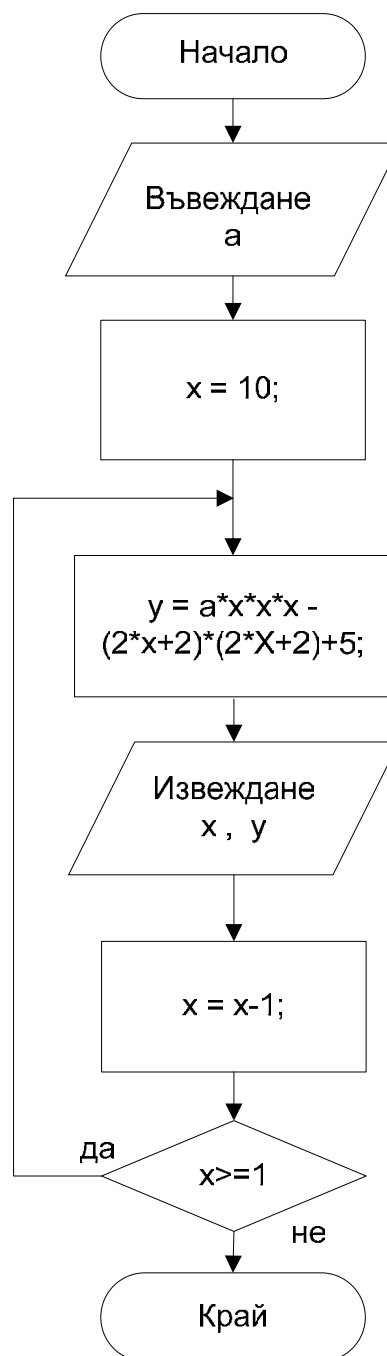 Начало
Въвеждане
а
x = 10;
y = a*x*x*x -
(2*x+2)*(2*X+2)+5;
Извеждане
x , y
x = x-1;
да
x>=1
не
Край